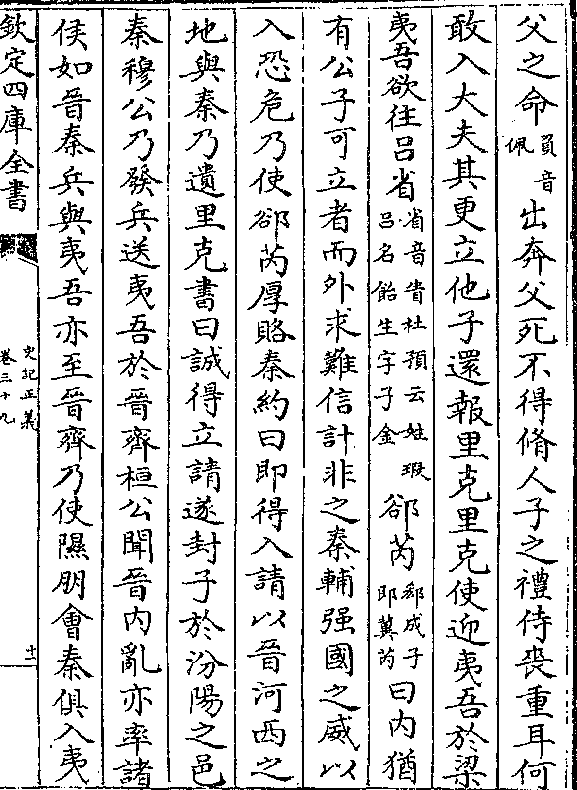 父之命負音佩出奔父死不得脩人子之禮侍喪重耳何
敢入大夫其更立他子還報里克里克使迎夷吾於梁
夷吾欲往吕省省音眚杜預云姓瑕吕名飴生字子金郤芮郤成子即冀芮曰内猶
有公子可立者而外求難信計非之秦輔强國之威以
入恐危乃使郤芮厚賂秦約曰即得入請以晉河西之
地與秦乃遺里克書曰誠得立請遂封子於汾陽之邑
秦穆公乃發兵送夷吾於晉齊桓公聞晉内亂亦率諸
侯如晉秦兵與夷吾亦至晉齊乃使隰朋會秦俱入夷
欽定四庫全書
史記正義
卷三十九
十二